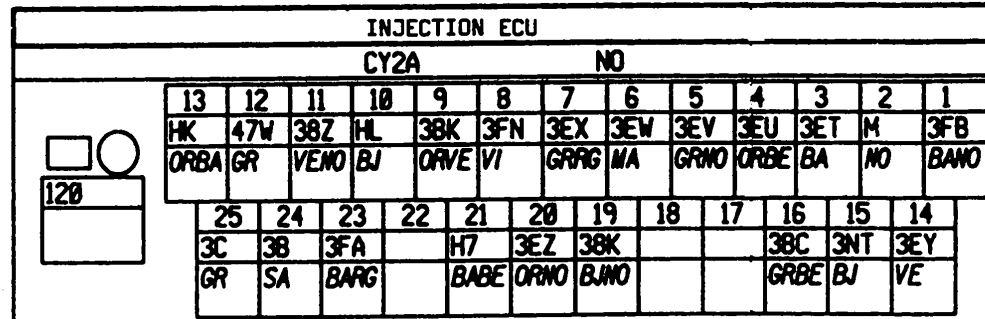 INJECTION ECU
CY2A NO
13 12 11 10 9 8 7 6 5 4 3 2 1
HK 47W 38Z HL 38K 3FN 3EX 3EW 3EV 3EU 3ET M 3FB
ORBA GR VENO BJ ORVE VI GRRG MA GRNO ORBE BA NO BANO
120
25 24 23 22 21 20 19 18 17 16 15 14
3C 3B 3FA H7 3EZ 38K 3BC 3NT 3EY
GR SA BARG BABE ORNO BJNO GRBE BJ VE